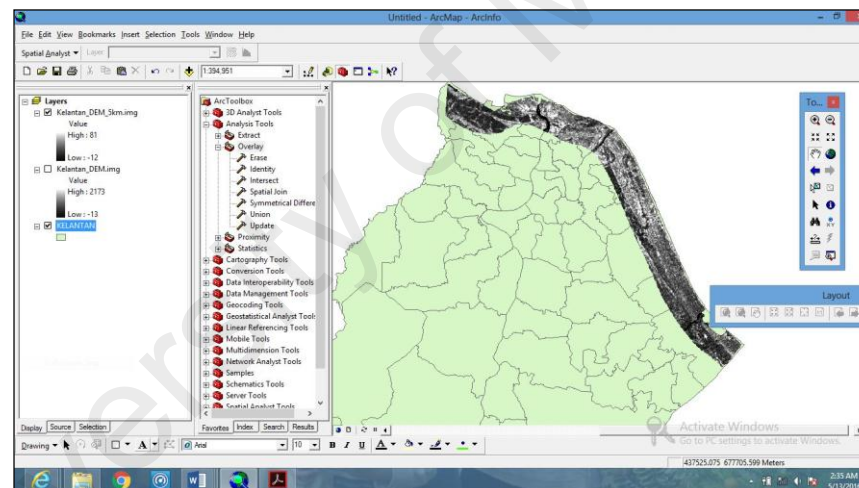 Untitled - ArcMap - ArcInfo
File Edit View Bookmarks Insert Selection Tools Window Help
Spatial Analyst Layer:
1:394,951
Layers
Kelantan_DEM_5km.img
Value
High : 81
Low : -12
Kelantan_DEM.img
Value
High : 2173
Low : -13
KELANTAN
ArcToolbox
3D Analyst Tools
Analysis Tools
Extract
Overlay
Erase
Identity
Intersect
Spatial Join
Symmetrical Differe
Union
Update
Proximity
Statistics
Cartography Tools
Conversion Tools
Data Interoperability Tools
Data Management Tools
Geocoding Tools
Geostatistical Analyst Tools
Linear Referencing Tools
Mobile Tools
Multidimension Tools
Network Analyst Tools
Samples
Schematics Tools
Server Tools
Spatial Analyst Tools
To...
Layout
Display Source Selection
Favorites Index Search Results
Drawing A Arial 10 B I U A
Activate Windows
Go to PC settings to activate Windows.
437525.075 677705.599 Meters
2:35 AM
5/13/201
versity of M